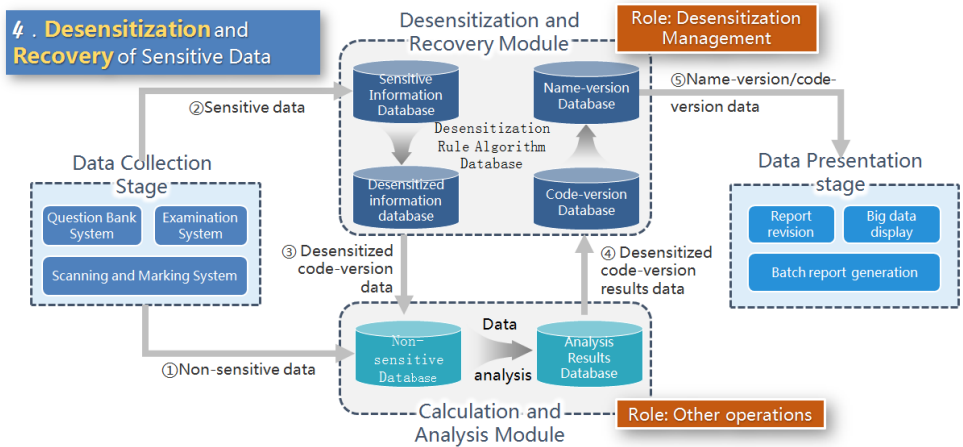 4 . Desensitization and
Recovery of Sensitive Data
Desensitization and
Recovery Module
Role: Desensitization
Management
②Sensitive data
Sensitive
Information
Database
Name-version
Database
⑤Name-version/code-
version data
Desensitization
Rule Algorithm
Database
Desensitized
information
database
Code-version
Database
Data Collection
Stage
Question Bank
System
Examination
System
Scanning and Marking System
Data Presentation
stage
Report
revision
Big data
display
Batch report generation
③ Desensitized
code-version
data
④ Desensitized
code-version
results data
①Non-sensitive data
Non-
sensitive
Database
Data
analysis
Analysis
Results
Database
Calculation and
Analysis Module
Role: Other operations